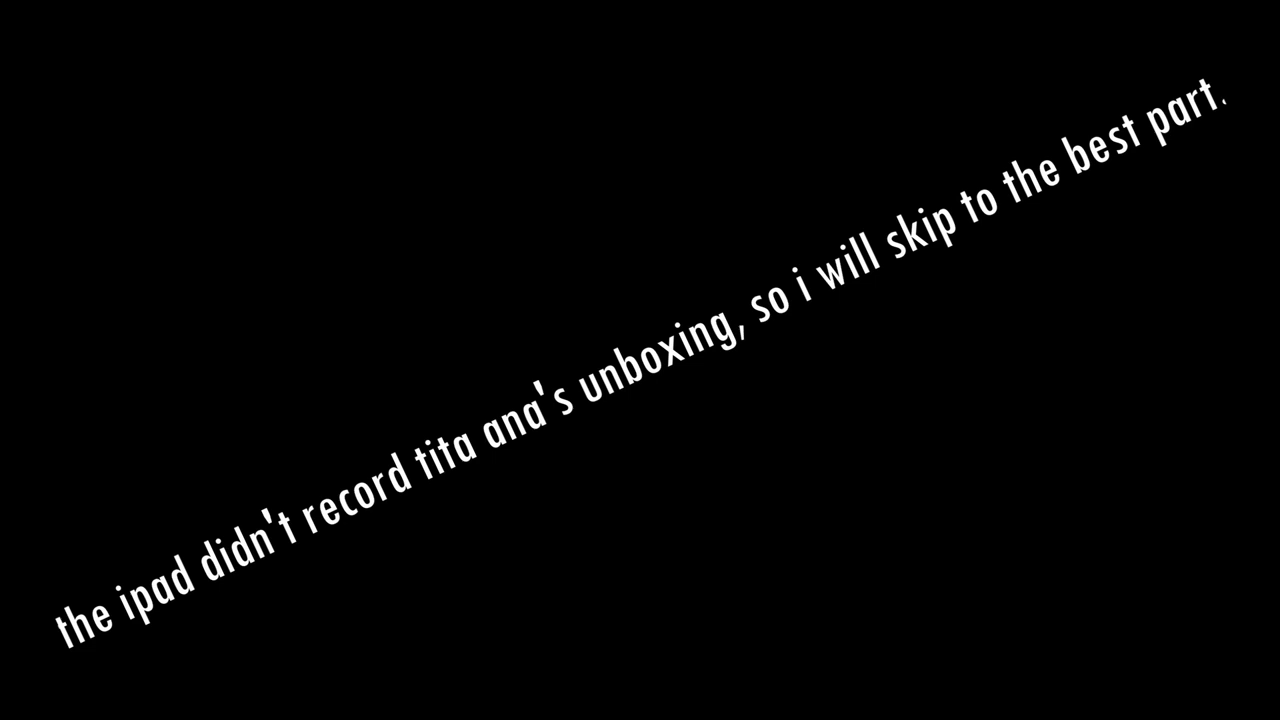 the ipad didn't record tita ana's unboxing, so i will skip to the best part.